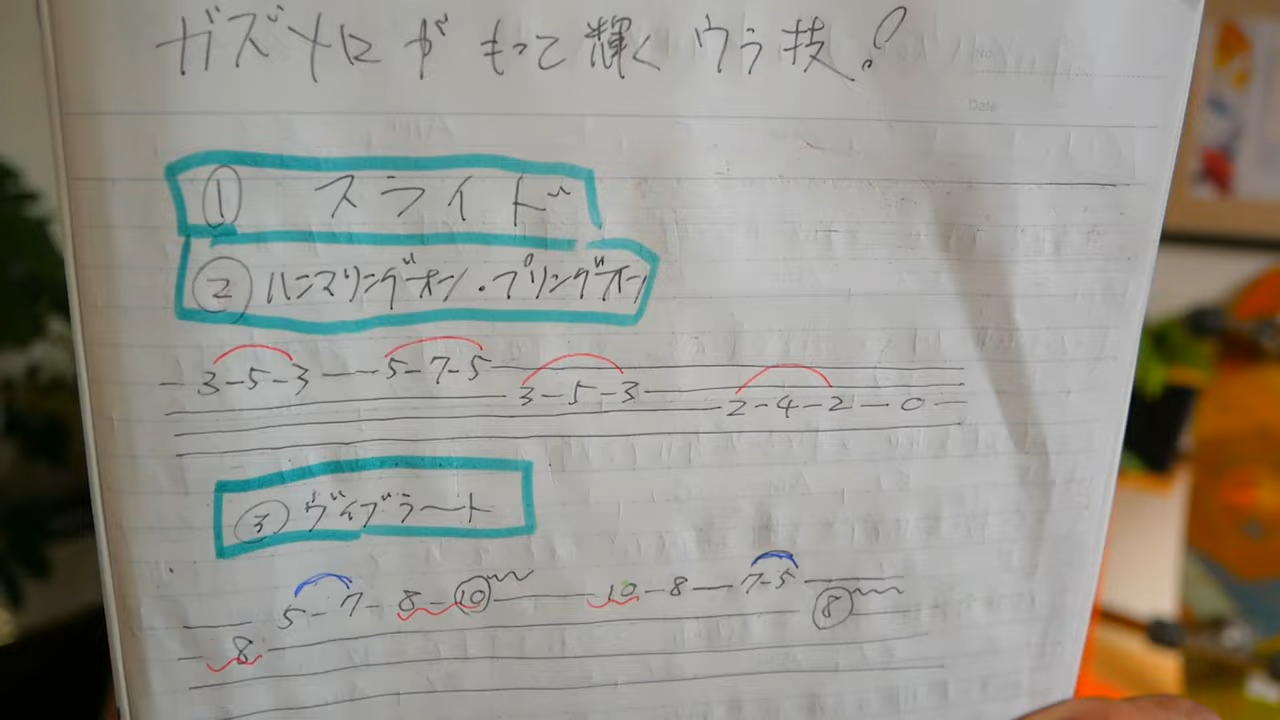 ガズメロがもって輝くウラ技!
No.
Date
① スライド
② ハンマリングオン・プリングオフ
3-5-3 5-7-5
3-5-3
2-4-2-0
③ ヴィブラート
5-7-8-10 10-8-7-5
8 8